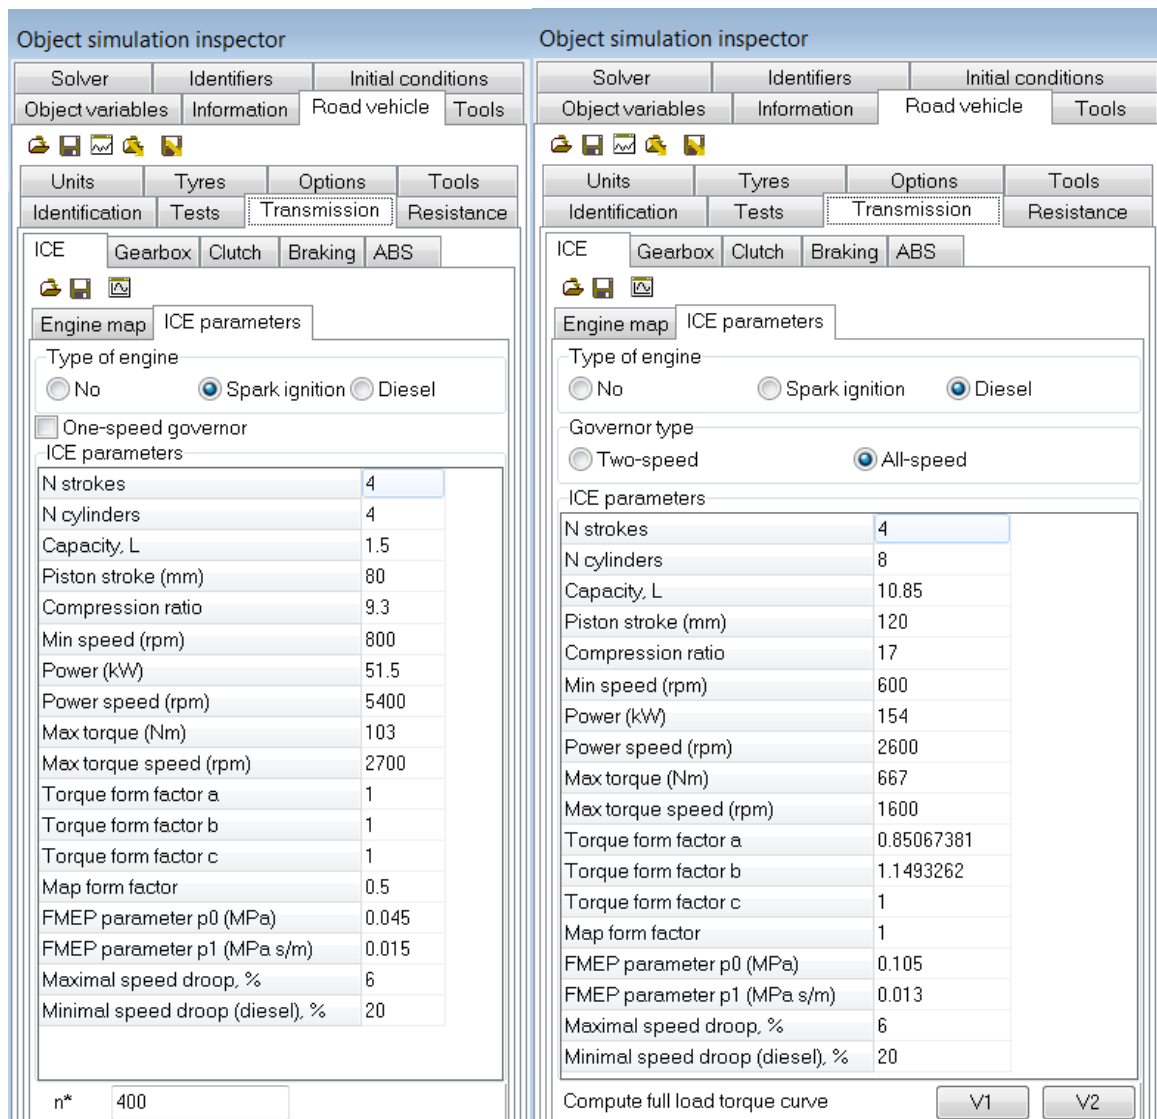 Object simulation inspector
Solver Identifiers Initial conditions
Object variables Information Road vehicle Tools
Units Tyres Options Tools
Identification Tests Transmission Resistance
ICE Gearbox Clutch Braking ABS
Engine map ICE parameters
Type of engine
No Spark ignition Diesel
One-speed governor
ICE parameters
N strokes 4
N cylinders 4
Capacity, L 1.5
Piston stroke (mm) 80
Compression ratio 9.3
Min speed (rpm) 800
Power (kW) 51.5
Power speed (rpm) 5400
Max torque (Nm) 103
Max torque speed (rpm) 2700
Torque form factor a 1
Torque form factor b 1
Torque form factor c 1
Map form factor 0.5
FMEP parameter p0 (MPa) 0.045
FMEP parameter p1 (MPa s/m) 0.015
Maximal speed droop, % 6
Minimal speed droop (diesel), % 20
n* 400
Object simulation inspector
Solver Identifiers Initial conditions
Object variables Information Road vehicle Tools
Units Tyres Options Tools
Identification Tests Transmission Resistance
ICE Gearbox Clutch Braking ABS
Engine map ICE parameters
Type of engine
No Spark ignition Diesel
Governor type
Two-speed All-speed
ICE parameters
N strokes 4
N cylinders 8
Capacity, L 10.85
Piston stroke (mm) 120
Compression ratio 17
Min speed (rpm) 600
Power (kW) 154
Power speed (rpm) 2600
Max torque (Nm) 667
Max torque speed (rpm) 1600
Torque form factor a 0.85067381
Torque form factor b 1.1493262
Torque form factor c 1
Map form factor 1
FMEP parameter p0 (MPa) 0.105
FMEP parameter p1 (MPa s/m) 0.013
Maximal speed droop, % 6
Minimal speed droop (diesel), % 20
Compute full load torque curve V1 V2